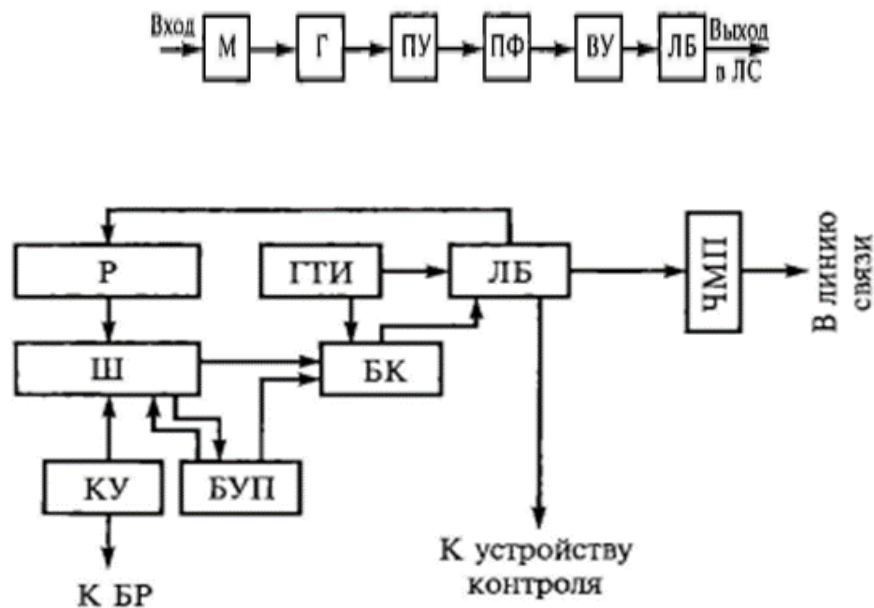 Вход М Г ПУ ПФ ВУ ЛБ Выход
в ЛС
Р ГТИ ЛБ ЧМП В линию
связи
Ш БК
КУ БУП
К БР К устройству
контроля